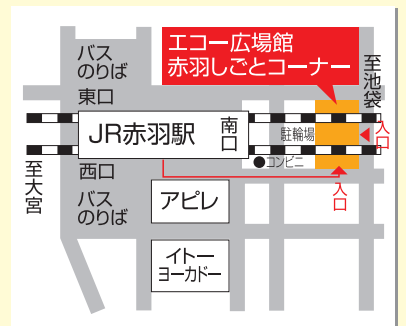 エコー広場館
赤羽しごとコーナー
バス
のりば
東口
至池袋
JR赤羽駅
南口
駐輪場
入口
至大宮
西口
●コンビニ
入口
バス
のりば
アピレ
イトー
ヨーカドー